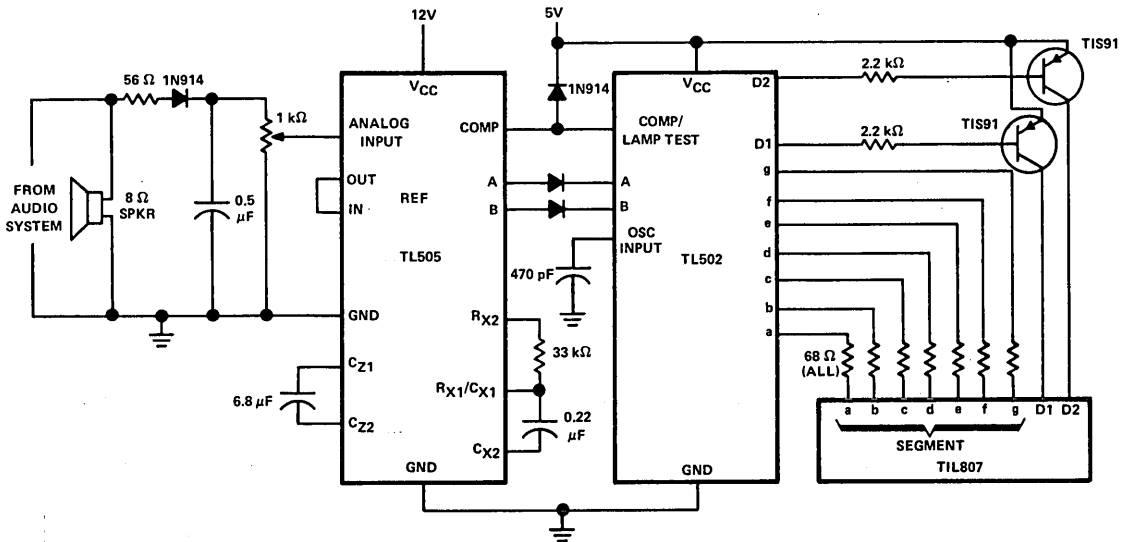 12V
5V
TIS91
56 Ω 1N914
2.2 kΩ
VCC
1N914
VCC
D2
1 kΩ
ANALOG
INPUT
COMP
COMP/
LAMP TEST
TIS91
D1
2.2 kΩ
g
FROM
AUDIO
SYSTEM
8 Ω
SPKR
0.5
µF
OUT
IN
REF
A
B
A
B
f
e
OSC
INPUT
TL505
470 pF
TL502
d
c
b
a
GND
RX2
33 kΩ
68 Ω
(ALL)
CZ1
6.8 µF
CZ2
RX1/CX1
0.22
µF
CX2
a b c d e f g D1 D2
SEGMENT
TIL807
GND
GND